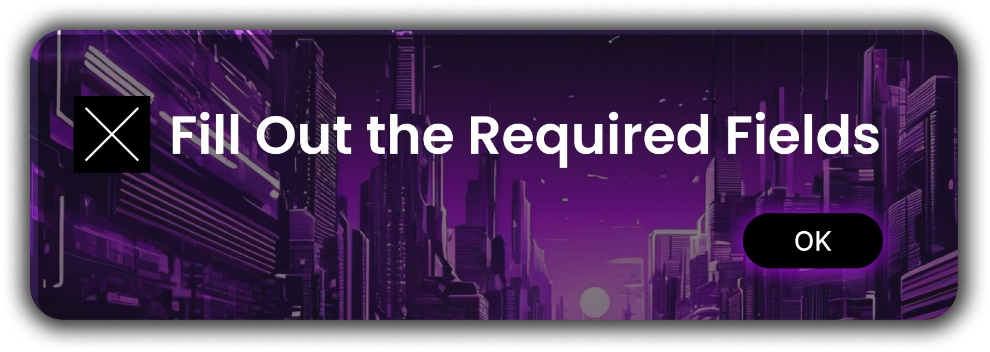 Fill Out the Required Fields
OK